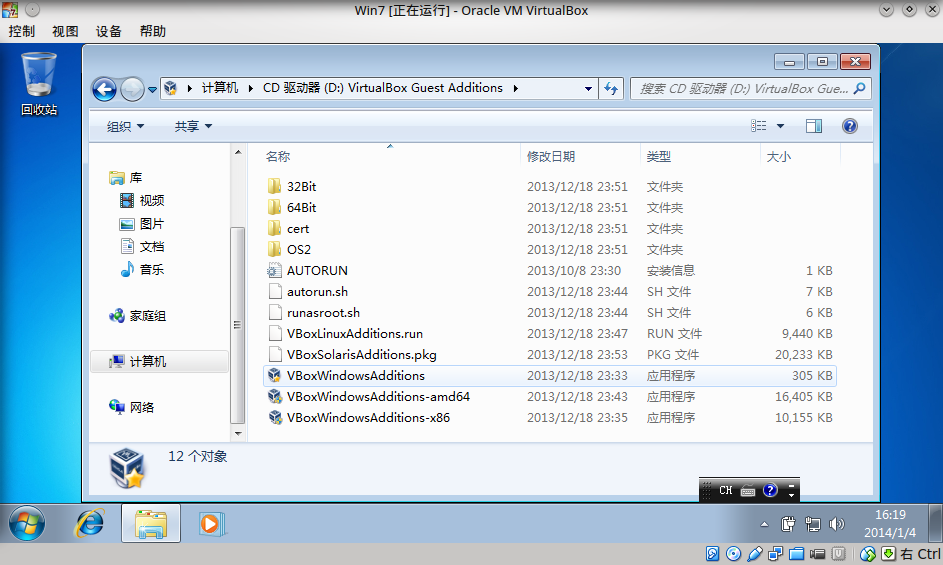 Win7 [正在运行] - Oracle VM VirtualBox
控制 视图 设备 帮助
回收站
计算机 CD 驱动器 (D:) VirtualBox Guest Additions 搜索 CD 驱动器 (D:) VirtualBox Gue...
组织 共享
库
视频
图片
文档
音乐
家庭组
计算机
网络
名称 修改日期 类型 大小
32Bit 2013/12/18 23:51 文件夹
64Bit 2013/12/18 23:51 文件夹
cert 2013/12/18 23:51 文件夹
OS2 2013/12/18 23:51 文件夹
AUTORUN 2013/10/8 23:30 安装信息 1 KB
autorun.sh 2013/12/18 23:44 SH 文件 7 KB
runasroot.sh 2013/12/18 23:44 SH 文件 6 KB
VBoxLinuxAdditions.run 2013/12/18 23:47 RUN 文件 9,440 KB
VBoxSolarisAdditions.pkg 2013/12/18 23:53 PKG 文件 20,233 KB
VBoxWindowsAdditions 2013/12/18 23:33 应用程序 305 KB
VBoxWindowsAdditions-amd64 2013/12/18 23:43 应用程序 16,405 KB
VBoxWindowsAdditions-x86 2013/12/18 23:35 应用程序 10,155 KB
12 个对象
CH
16:19
2014/1/4
右 Ctrl